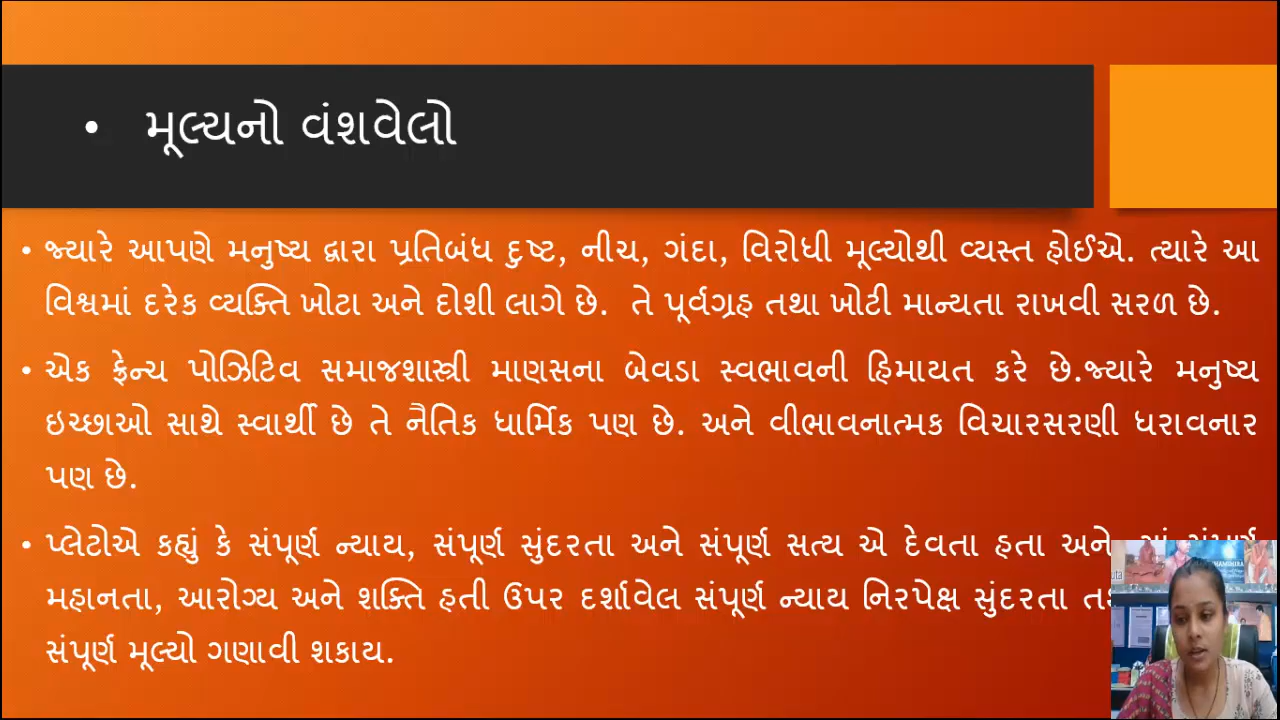 • મૂલ્યનો વંશવેલો
• જ્યારે આપણે મનુષ્ય દ્વારા પ્રતિબંધ દુષ્ટ, નીચ, ગંદા, વિરોધી મૂલ્યોથી વ્યસ્ત હોઈએ. ત્યારે આ
વિશ્વમાં દરેક વ્યક્તિ ખોટા અને દોશી લાગે છે. તે પૂર્વગ્રહ તથા ખોટી માન્યતા રાખવી સરળ છે.
• એક ફ્રેન્ચ પોઝિટિવ સમાજશાસ્ત્રી માણસના બેવડા સ્વભાવની હિમાયત કરે છે.જ્યારે મનુષ્ય
ઇચ્છાઓ સાથે સ્વાર્થી છે તે નૈતિક ધાર્મિક પણ છે. અને વીભાવનાત્મક વિચારસરણી ધરાવનાર
પણ છે.
• પ્લેટોએ કહ્યું કે સંપૂર્ણ ન્યાય, સંપૂર્ણ સુંદરતા અને સંપૂર્ણ સત્ય એ દેવતા હતા અને
મહાનતા, આરોગ્ય અને શક્તિ હતી ઉપર દર્શાવેલ સંપૂર્ણ ન્યાય નિરપેક્ષ સુંદરતા
સંપૂર્ણ મૂલ્યો ગણાવી શકાય.